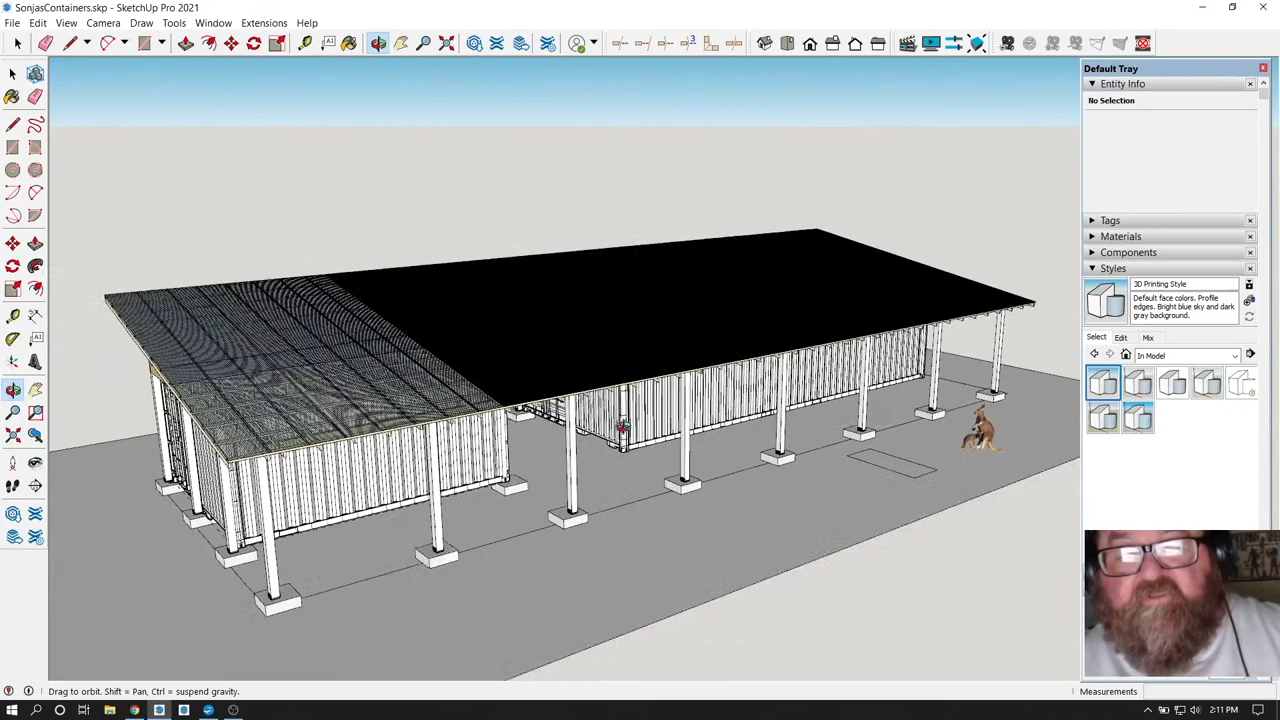 SonjasContainers.skp - SketchUp Pro 2021
File Edit View Camera Draw Tools Window Extensions Help
3
Default Tray
Entity Info
No Selection
Tags
Materials
Components
Styles
3D Printing Style
Default face colors. Profile
edges. Bright blue sky and dark
gray background.
Select Edit Mix
In Model
Drag to orbit. Shift = Pan, Ctrl = suspend gravity.
Measurements
2:11 PM